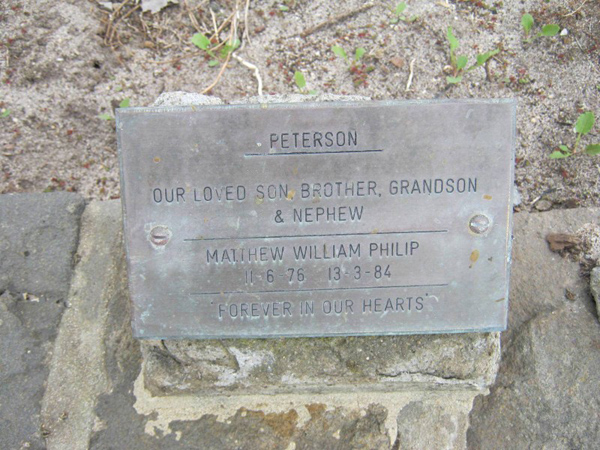 PETERSON
OUR LOVED SON, BROTHER, GRANDSON
& NEPHEW
MATTHEW WILLIAM PHILIP
11-6-76 13-3-84
"FOREVER IN OUR HEARTS"